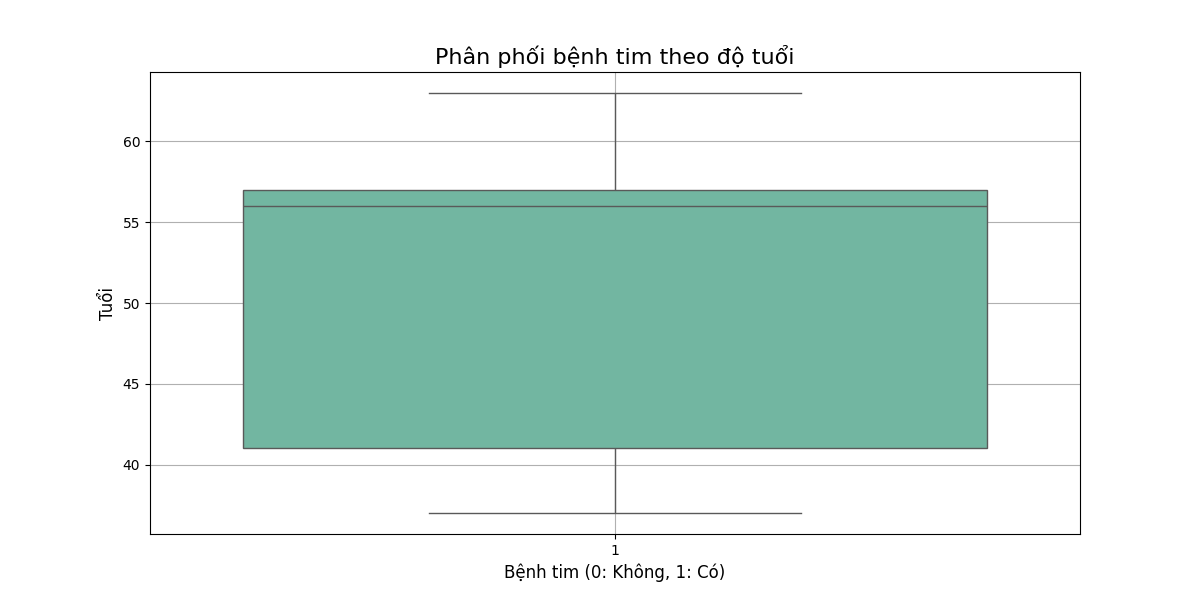 Phân phối bệnh tim theo độ tuổi
60
55
50
45
40
Tuổi
1
Bệnh tim (0: Không, 1: Có)